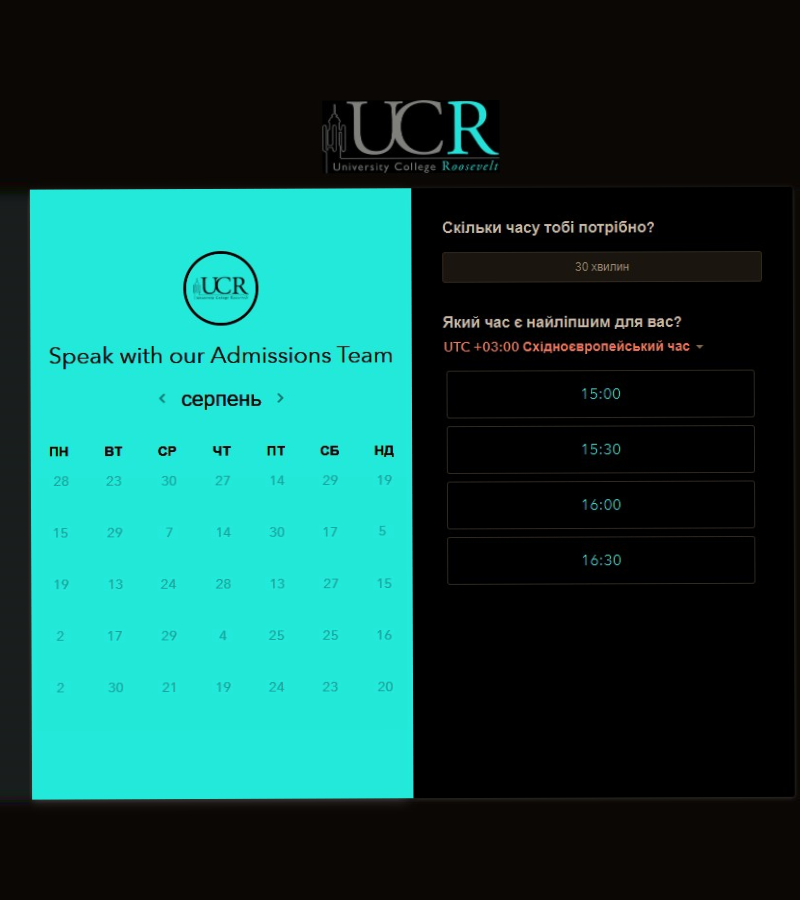 UCR
University College Roosevelt
UCR
University College Roosevelt
Speak with our Admissions Team
серпень
ПН ВТ СР ЧТ ПТ СБ НД
28 23 30 27 14 29 19
15 29 7 14 30 17 5
19 13 24 28 13 27 15
2 17 29 4 25 25 16
2 30 21 19 24 23 20
Скільки часу тобі потрібно?
30 хвилин
Який час є найліпшим для вас?
UTC +03:00 Східноєвропейський час
15:00
15:30
16:00
16:30